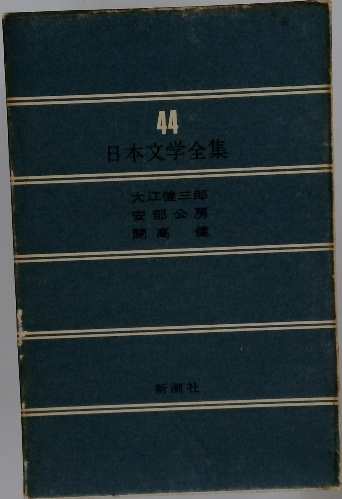 44
日本文学全集
大江健三郎
安部公房
開高健
新潮社